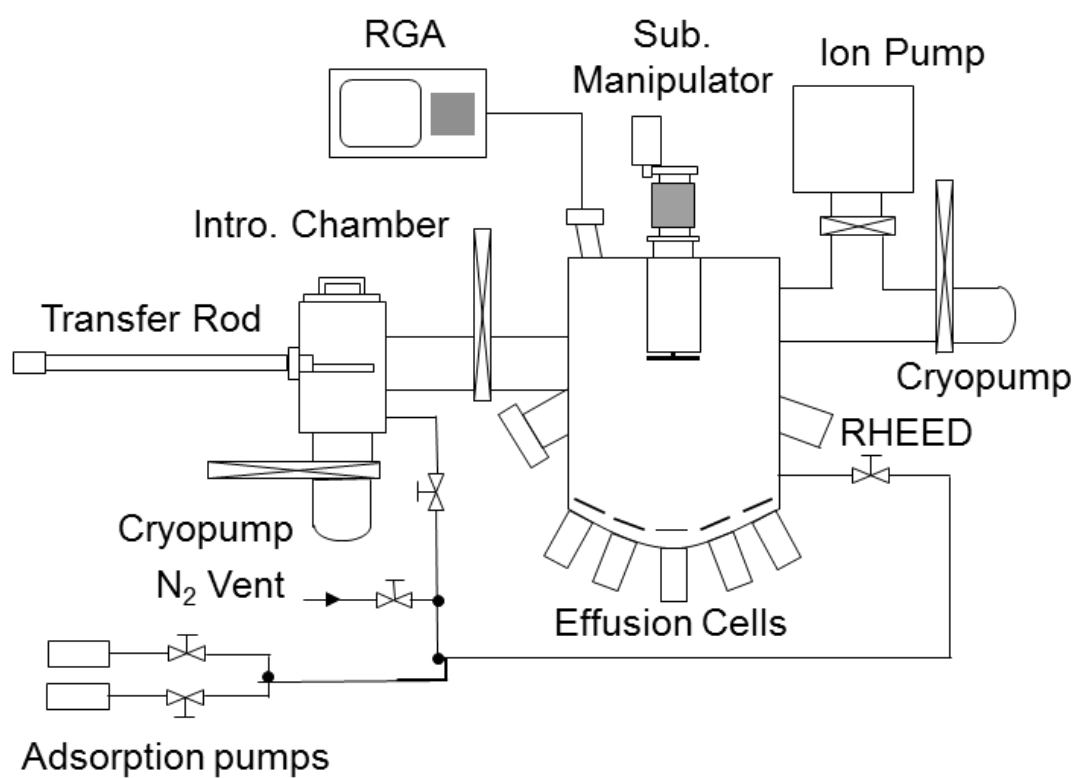 RGA
Sub.
Manipulator
Ion Pump
Intro. Chamber
Transfer Rod
Cryopump
RHEED
Cryopump
N₂ Vent
Effusion Cells
Adsorption pumps